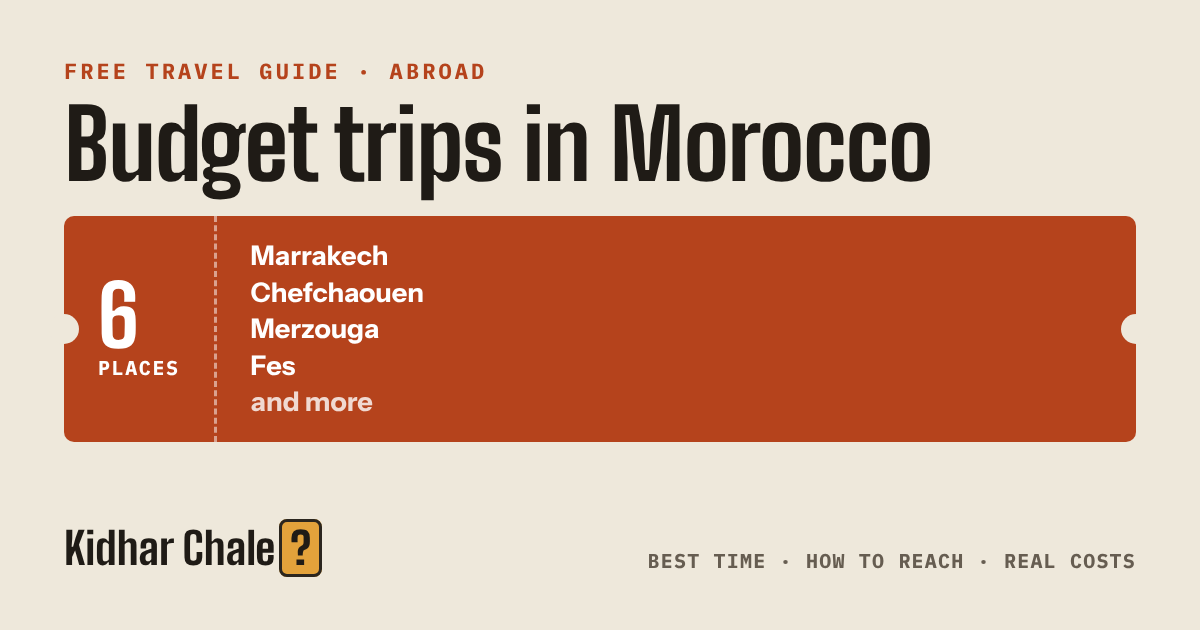 FREE TRAVEL GUIDE · ABROAD
Budget trips in Morocco
6
PLACES
Marrakech
Chefchaouen
Merzouga
Fes
and more
Kidhar Chale ?
BEST TIME · HOW TO REACH · REAL COSTS